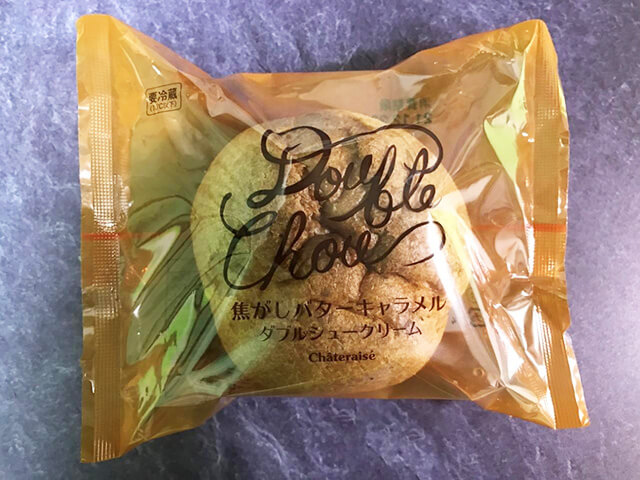 要冷蔵
(10℃以下)
Double
Chou
焦がしバターキャラメル
ダブルシュークリーム
Châteraisé